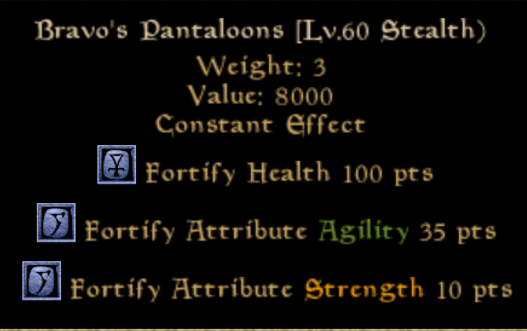 Bravo's Pantaloons [Lv.60 Stealth)
Weight: 3
Value: 8000
Constant Effect
Fortify Health 100 pts
Fortify Attribute Agility 35 pts
Fortify Attribute Strength 10 pts